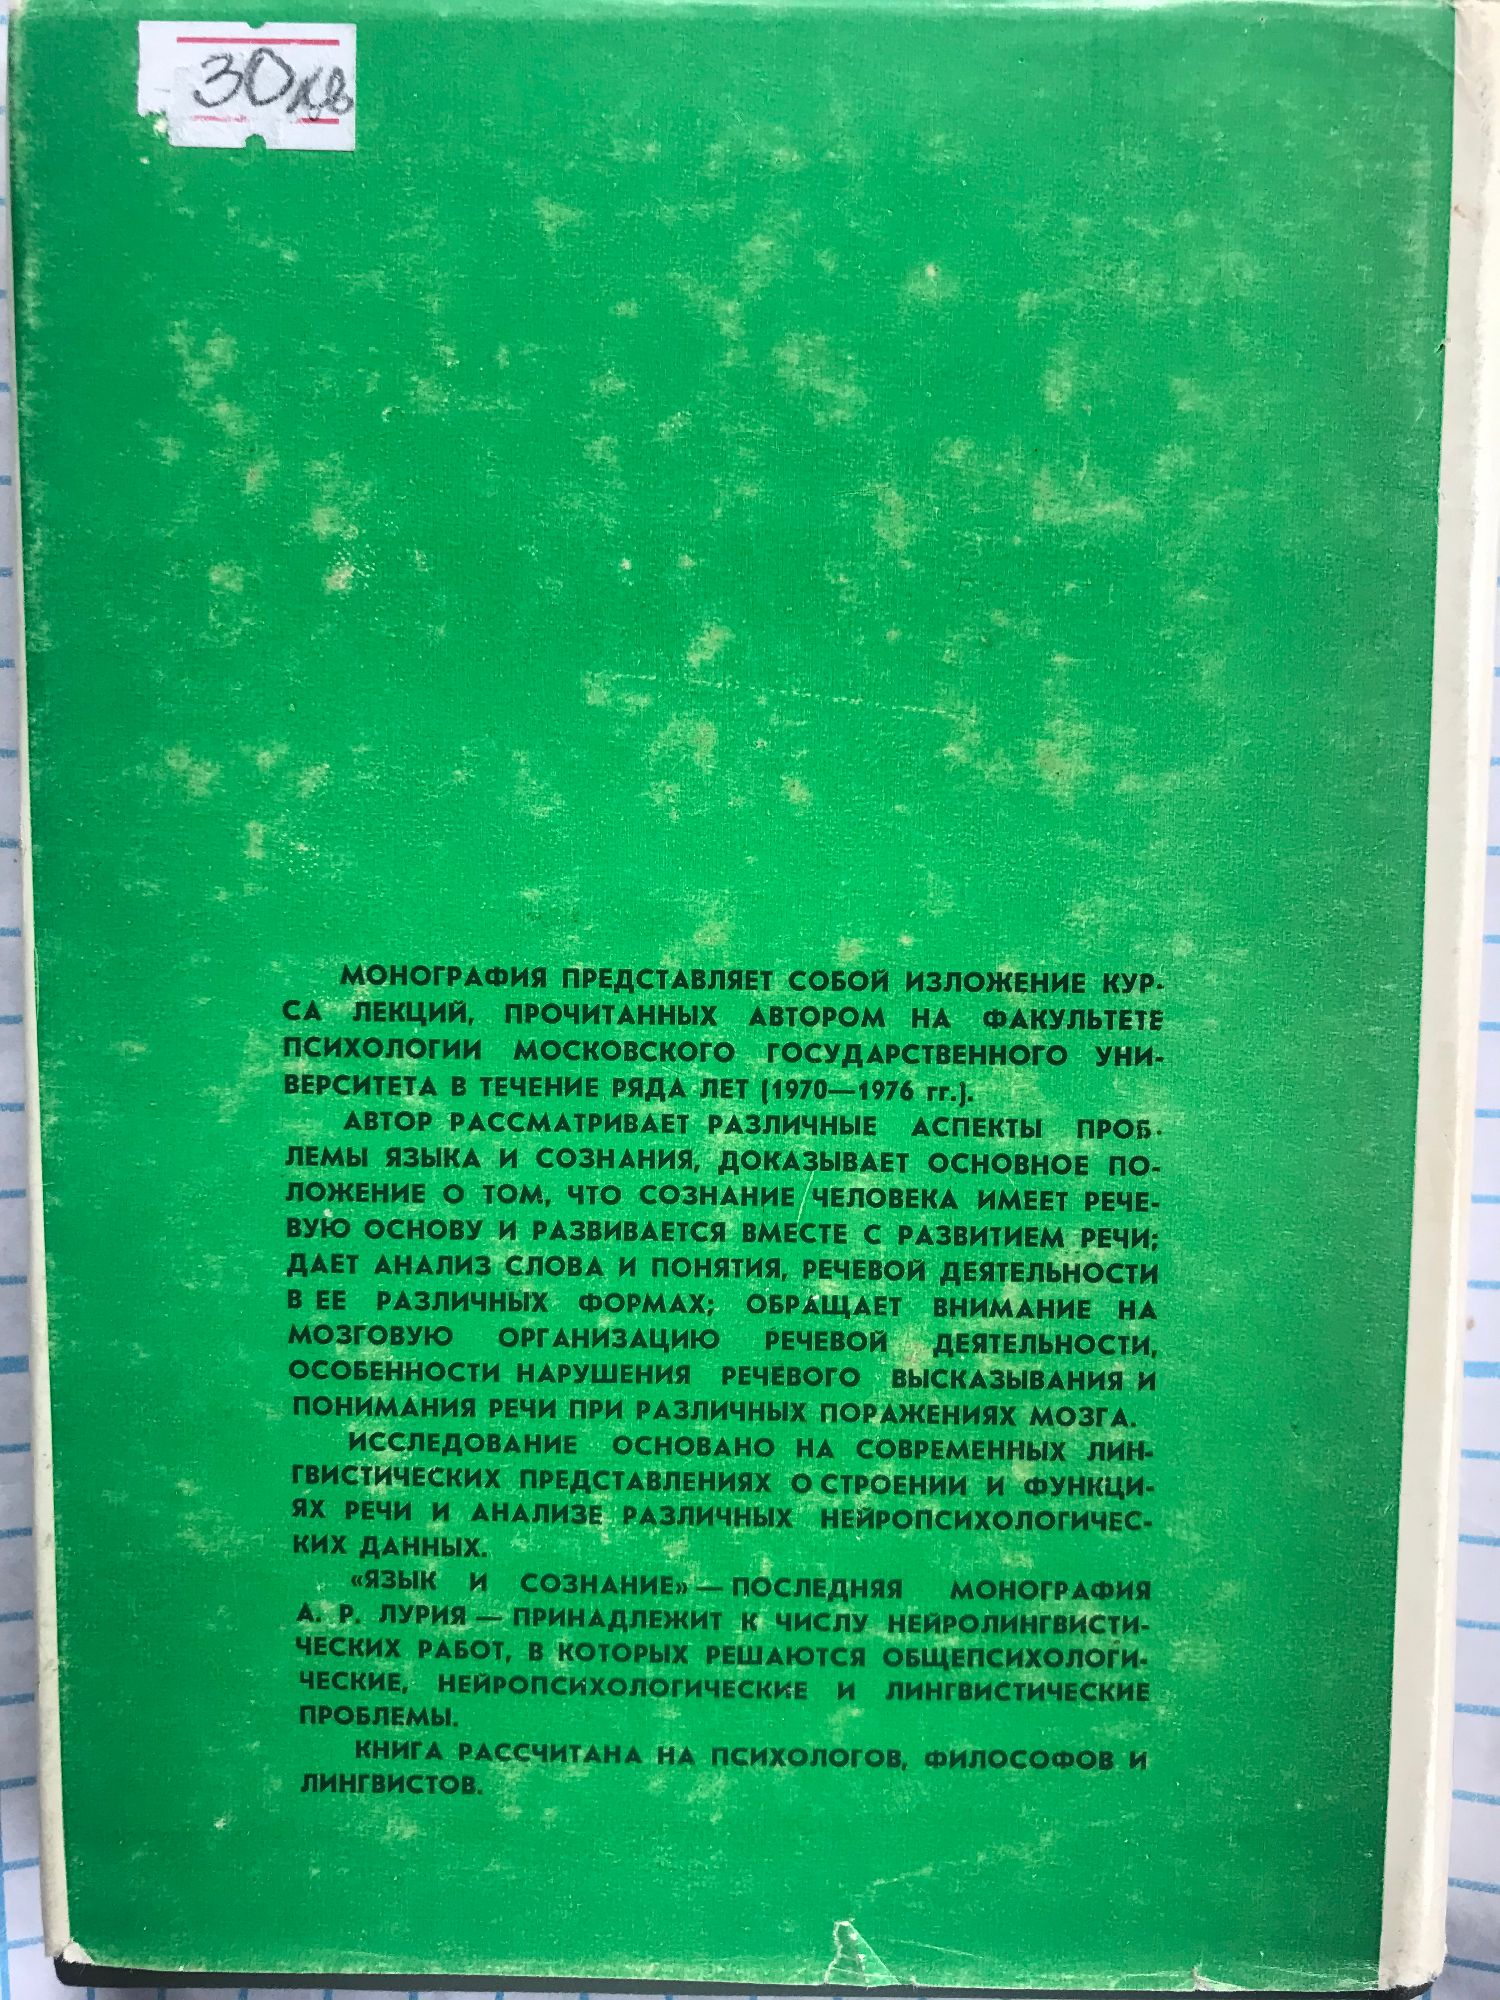 30лв
МОНОГРАФИЯ ПРЕДСТАВЛЯЕТ СОБОЙ ИЗЛОЖЕНИЕ КУР-
СА ЛЕКЦИЙ, ПРОЧИТАННЫХ АВТОРОМ НА ФАКУЛЬТЕТЕ
ПСИХОЛОГИИ МОСКОВСКОГО ГОСУДАРСТВЕННОГО УНИ-
ВЕРСИТЕТА В ТЕЧЕНИЕ РЯДА ЛЕТ (1970—1976 гг.).
АВТОР РАССМАТРИВАЕТ РАЗЛИЧНЫЕ АСПЕКТЫ ПРОБ-
ЛЕМЫ ЯЗЫКА И СОЗНАНИЯ, ДОКАЗЫВАЕТ ОСНОВНОЕ ПО-
ЛОЖЕНИЕ О ТОМ, ЧТО СОЗНАНИЕ ЧЕЛОВЕКА ИМЕЕТ РЕЧЕ-
ВУЮ ОСНОВУ И РАЗВИВАЕТСЯ ВМЕСТЕ С РАЗВИТИЕМ РЕЧИ;
ДАЕТ АНАЛИЗ СЛОВА И ПОНЯТИЯ, РЕЧЕВОЙ ДЕЯТЕЛЬНОСТИ
В ЕЕ РАЗЛИЧНЫХ ФОРМАХ; ОБРАЩАЕТ ВНИМАНИЕ НА
МОЗГОВУЮ ОРГАНИЗАЦИЮ РЕЧЕВОЙ ДЕЯТЕЛЬНОСТИ,
ОСОБЕННОСТИ НАРУШЕНИЯ РЕЧЕВОГО ВЫСКАЗЫВАНИЯ И
ПОНИМАНИЯ РЕЧИ ПРИ РАЗЛИЧНЫХ ПОРАЖЕНИЯХ МОЗГА.
ИССЛЕДОВАНИЕ ОСНОВАНО НА СОВРЕМЕННЫХ ЛИН-
ГВИСТИЧЕСКИХ ПРЕДСТАВЛЕНИЯХ О СТРОЕНИИ И ФУНКЦИ-
ЯХ РЕЧИ И АНАЛИЗЕ РАЗЛИЧНЫХ НЕЙРОПСИХОЛОГИЧЕС-
КИХ ДАННЫХ.
«ЯЗЫК И СОЗНАНИЕ» — ПОСЛЕДНЯЯ МОНОГРАФИЯ
А. Р. ЛУРИЯ — ПРИНАДЛЕЖИТ К ЧИСЛУ НЕЙРОЛИНГВИСТИ-
ЧЕСКИХ РАБОТ, В КОТОРЫХ РЕШАЮТСЯ ОБЩЕПСИХОЛОГИ-
ЧЕСКИЕ, НЕЙРОПСИХОЛОГИЧЕСКИЕ И ЛИНГВИСТИЧЕСКИЕ
ПРОБЛЕМЫ.
КНИГА РАССЧИТАНА НА ПСИХОЛОГОВ, ФИЛОСОФОВ И
ЛИНГВИСТОВ.